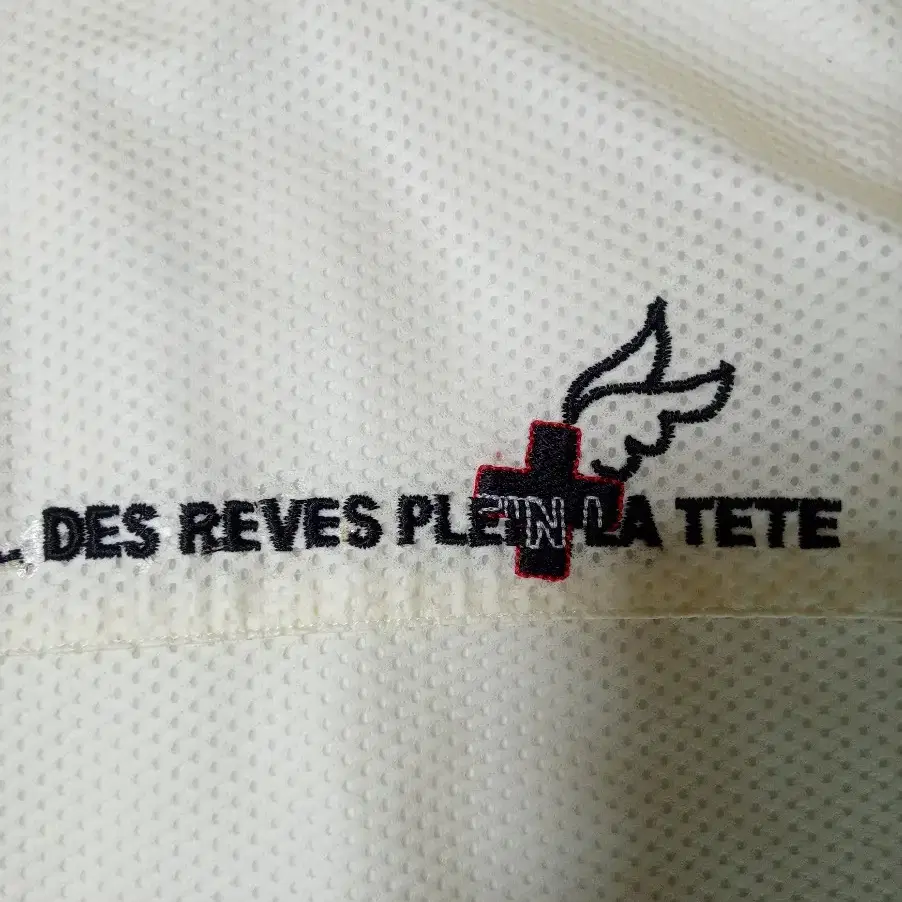 . DES REVES PLEIN LA TETE